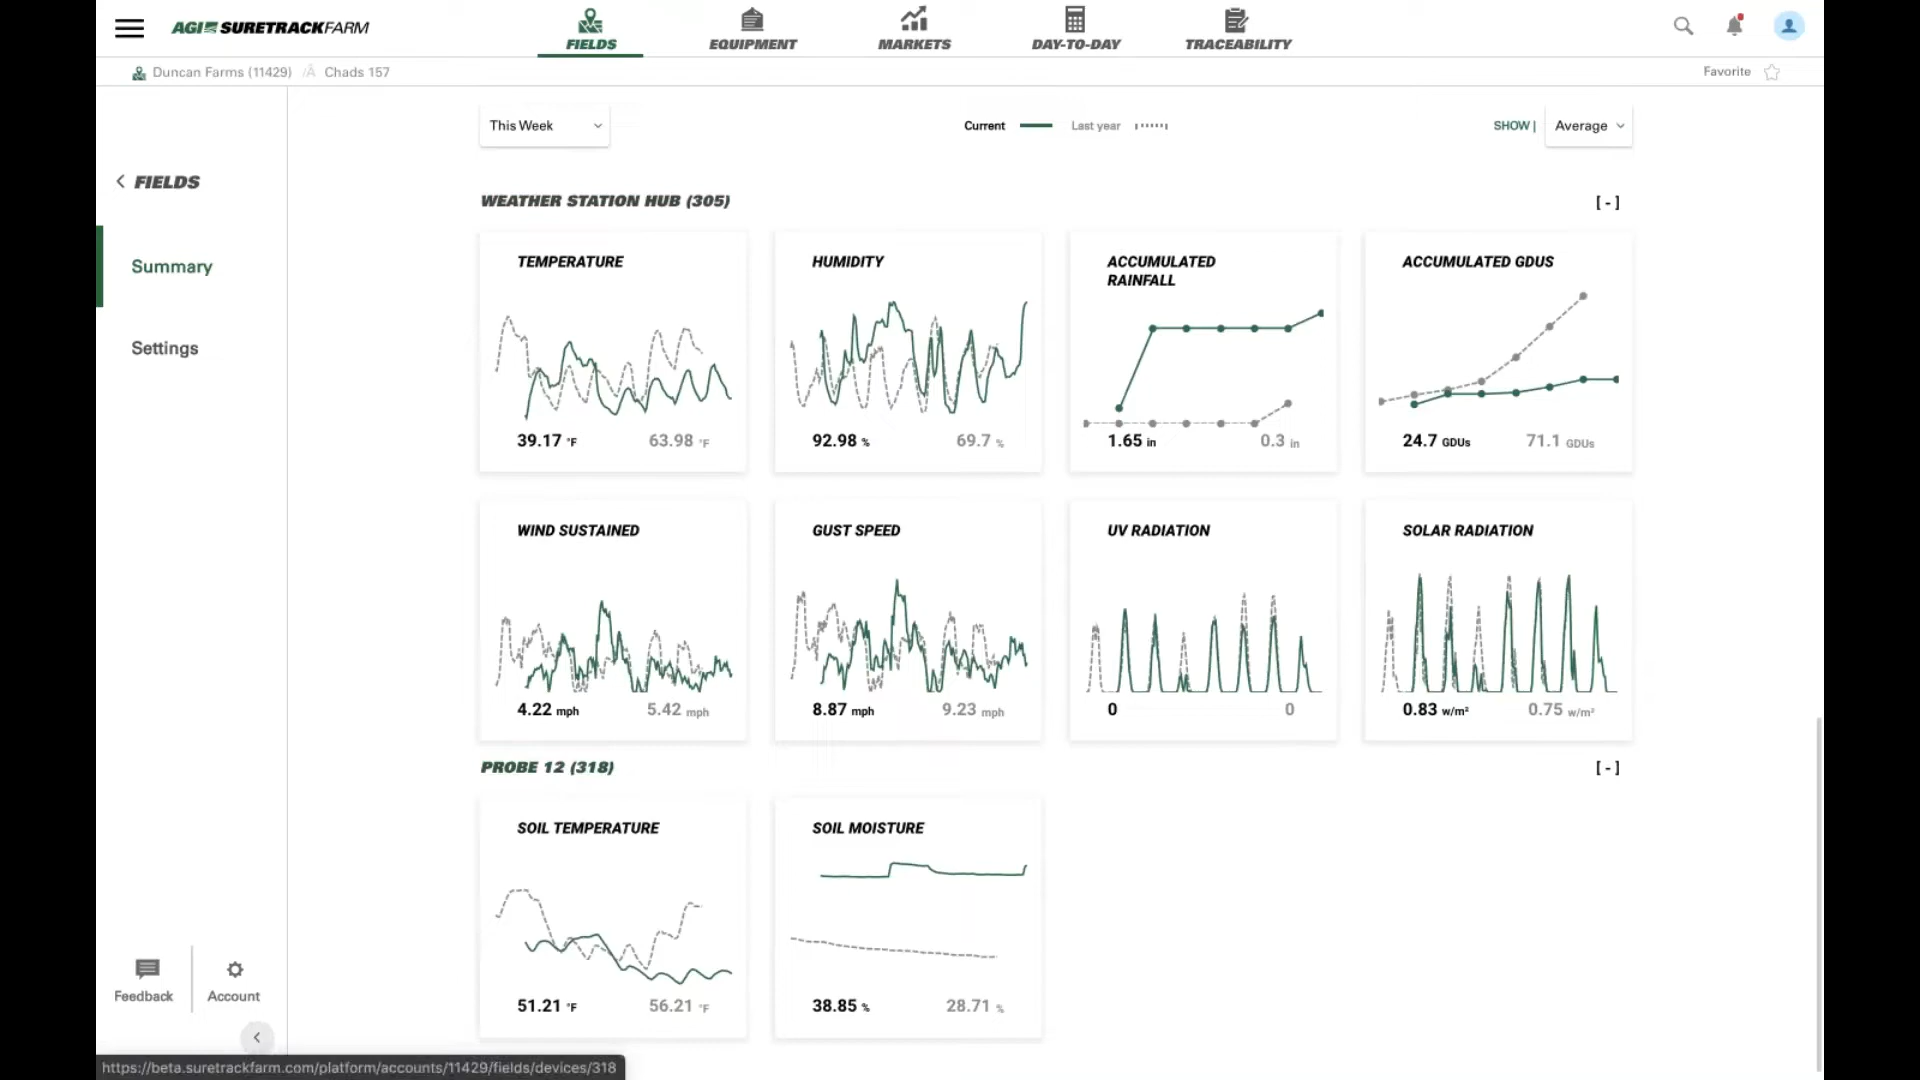 AGI SURETRACKFARM
FIELDS
EQUIPMENT
MARKETS
DAY-TO-DAY
TRACEABILITY
Duncan Farms (11429) Chads 157
Favorite
This Week
Current
Last year
SHOW |
Average
FIELDS
Summary
Settings
WEATHER STATION HUB (305)
[ - ]
TEMPERATURE
39.17 °F 63.98 °F
HUMIDITY
92.98 % 69.7 %
ACCUMULATED
RAINFALL
1.65 in 0.3 in
ACCUMULATED GDUS
24.7 GDUs 71.1 GDUs
WIND SUSTAINED
4.22 mph 5.42 mph
GUST SPEED
8.87 mph 9.23 mph
UV RADIATION
0 0
SOLAR RADIATION
0.83 w/m² 0.75 w/m²
PROBE 12 (318)
[ - ]
SOIL TEMPERATURE
51.21 °F 56.21 °F
SOIL MOISTURE
38.85 % 28.71 %
Feedback
Account
https://beta.suretrackfarm.com/platform/accounts/11429/fields/devices/318